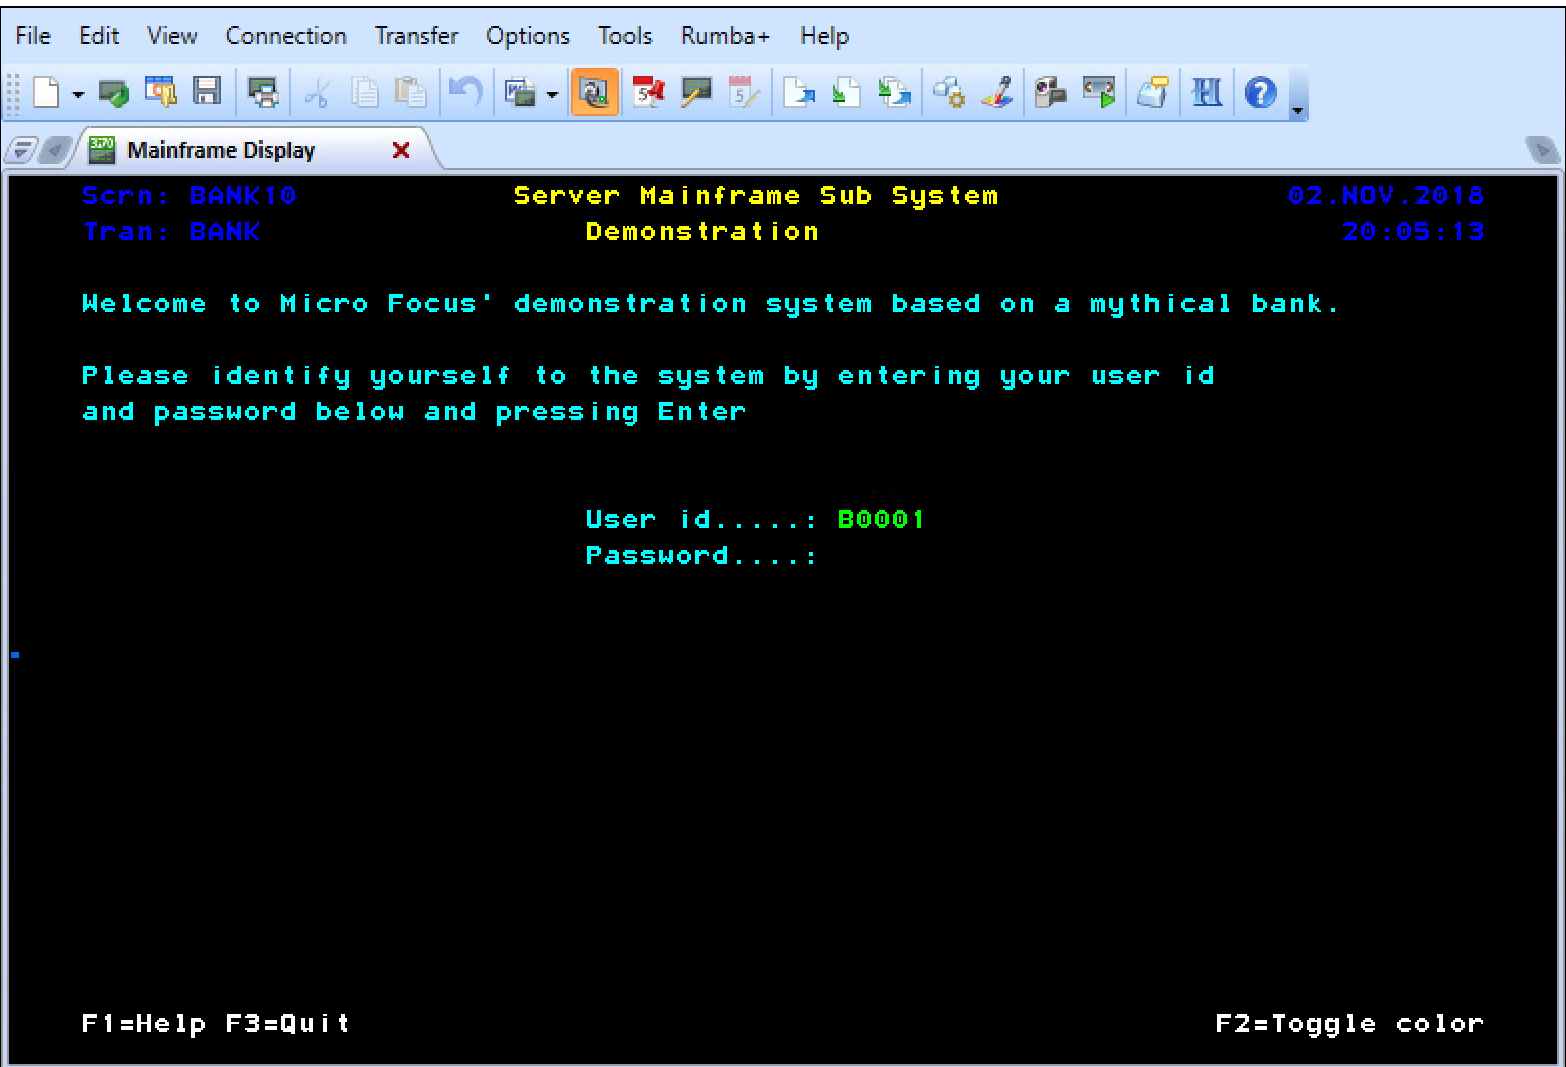 File Edit View Connection Transfer Options Tools Rumba+ Help
Mainframe Display
Scrn: BANK10 Server Mainframe Sub System 02.NOV.2018
Tran: BANK Demonstration 20:05:13
Welcome to Micro Focus' demonstration system based on a mythical bank.
Please identify yourself to the system by entering your user id
and password below and pressing Enter
User id.....: B0001
Password....:
F1=Help F3=Quit F2=Toggle color